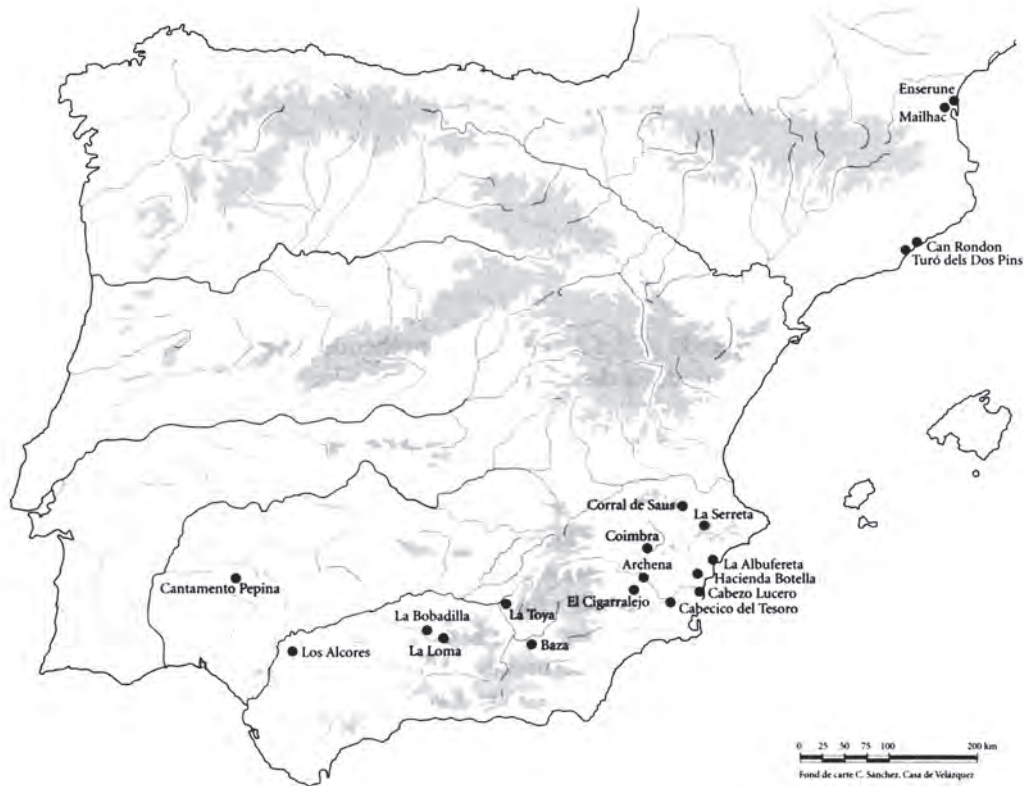 Enserune
Mailhac
Can Rondon
Turó dels Dos Pins
Corral de Saus
La Serreta
Coimbra
Archena
La Albufereta
Hacienda Botella
Cantamento Pepina
El Cigarralejo
Cabezo Lucero
Cabecico del Tesoro
La Bobadilla
La Toya
La Loma
Baza
Los Alcores
0 25 50 75 100 200 km
Fond de carte C. Sánchez. Casa de Velázquez